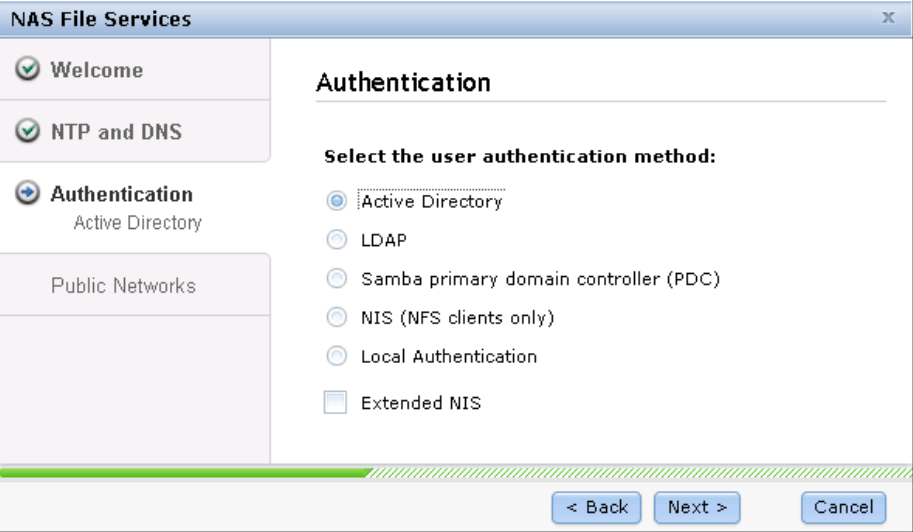 NAS File Services
x
Welcome
NTP and DNS
Authentication
Active Directory
Public Networks
Authentication
Select the user authentication method:
Active Directory
LDAP
Samba primary domain controller (PDC)
NIS (NFS clients only)
Local Authentication
Extended NIS
< Back
Next >
Cancel